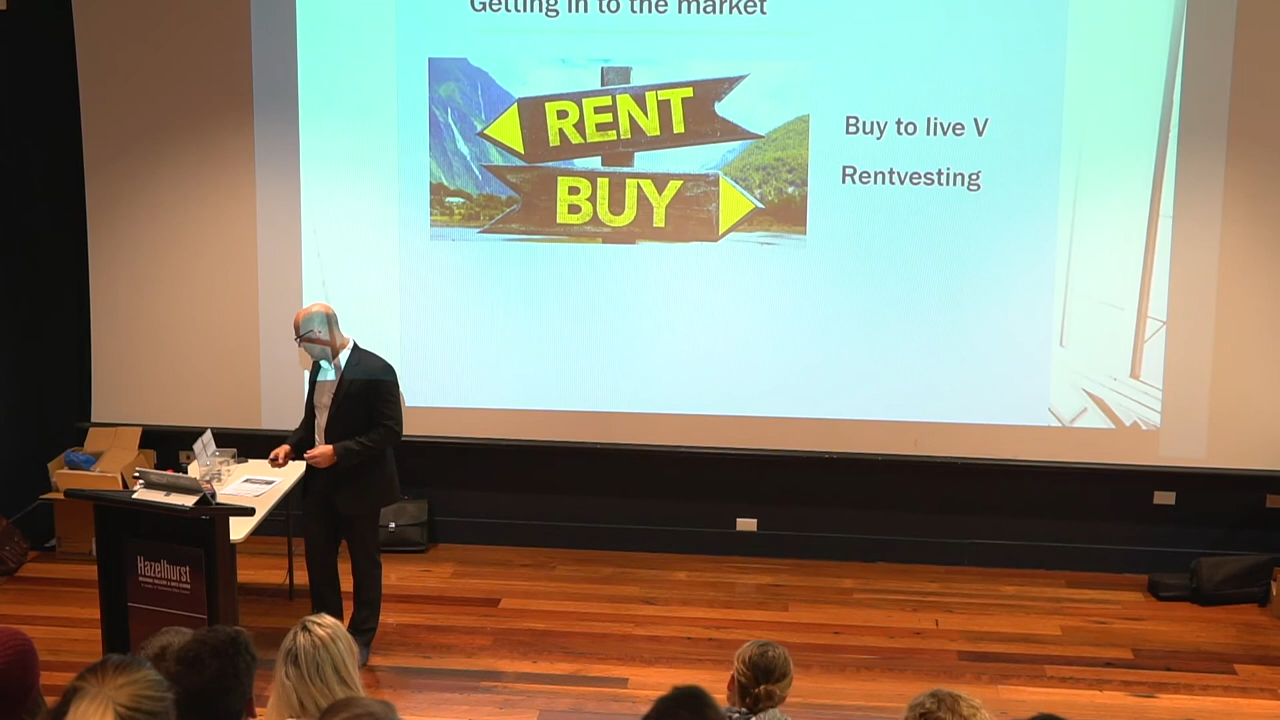 Getting in to the market
RENT
BUY
Buy to live V
Rentvesting
Hazelhurst